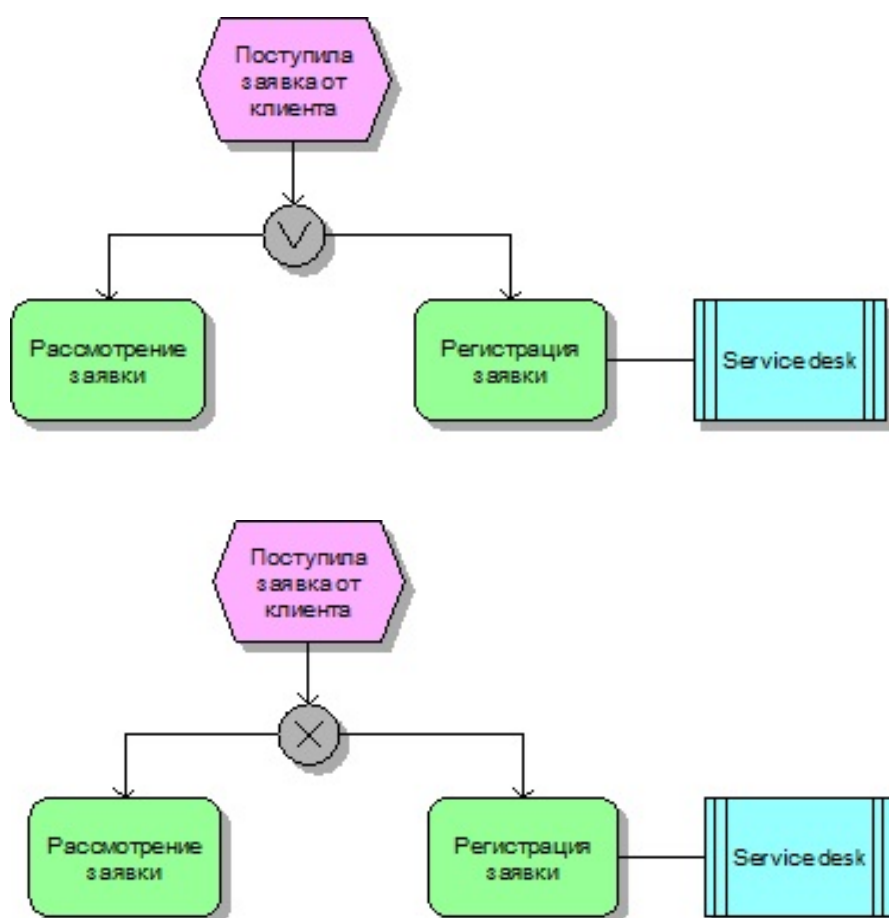 Поступила
заявка от
клиента
Рассмотрение
заявки
Регистрация
заявки
Service desk
Поступила
заявка от
клиента
Рассмотрение
заявки
Регистрация
заявки
Service desk